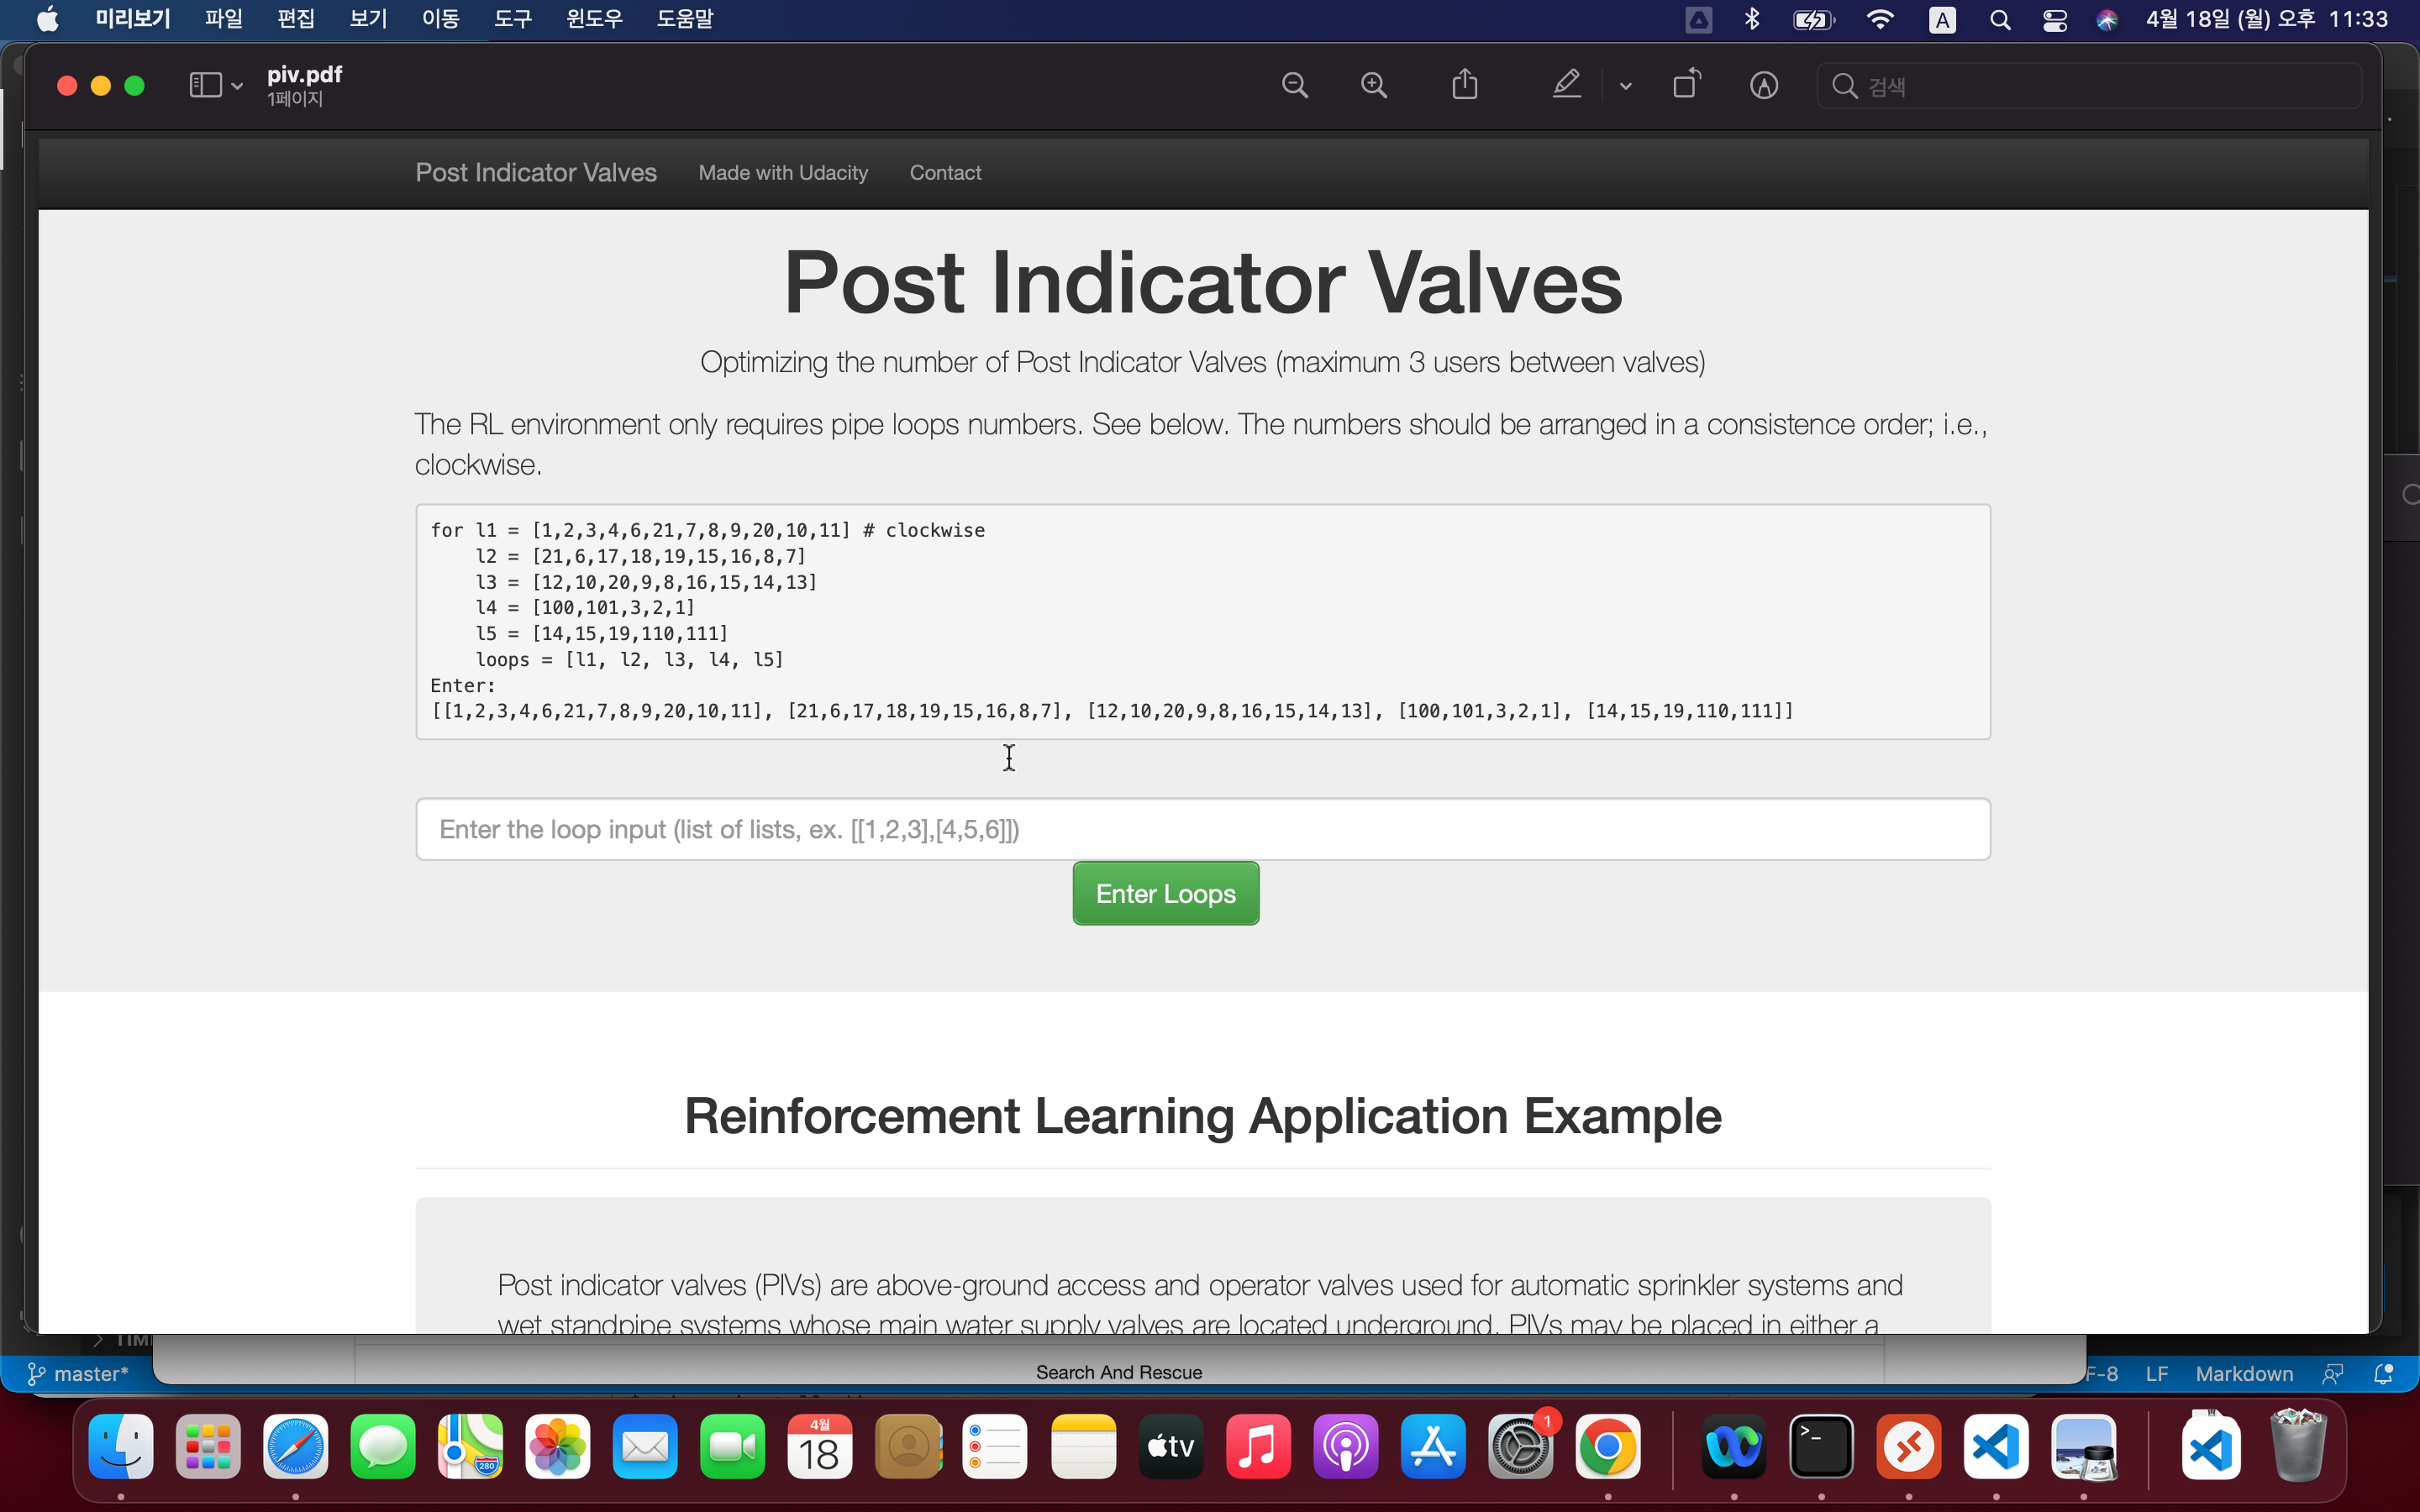 미리보기 파일 편집 보기 이동 도구 윈도우 도움말 A 4월 18일 (월) 오후 11:33
piv.pdf
1페이지
검색
Post Indicator Valves Made with Udacity Contact
Post Indicator Valves
Optimizing the number of Post Indicator Valves (maximum 3 users between valves)
The RL environment only requires pipe loops numbers. See below. The numbers should be arranged in a consistence order; i.e.,
clockwise.
for l1 = [1,2,3,4,6,21,7,8,9,20,10,11] # clockwise
l2 = [21,6,17,18,19,15,16,8,7]
l3 = [12,10,20,9,8,16,15,14,13]
l4 = [100,101,3,2,1]
l5 = [14,15,19,110,111]
loops = [l1, l2, l3, l4, l5]
Enter:
[[1,2,3,4,6,21,7,8,9,20,10,11], [21,6,17,18,19,15,16,8,7], [12,10,20,9,8,16,15,14,13], [100,101,3,2,1], [14,15,19,110,111]]
Enter the loop input (list of lists, ex. [[1,2,3],[4,5,6]])
Enter Loops
Reinforcement Learning Application Example
Post indicator valves (PIVs) are above-ground access and operator valves used for automatic sprinkler systems and
wet standpipe systems whose main water supply valves are located underground. PIVs may be placed in either a
master* Search And Rescue F-8 LF Markdown
4월
18
280
tv
1